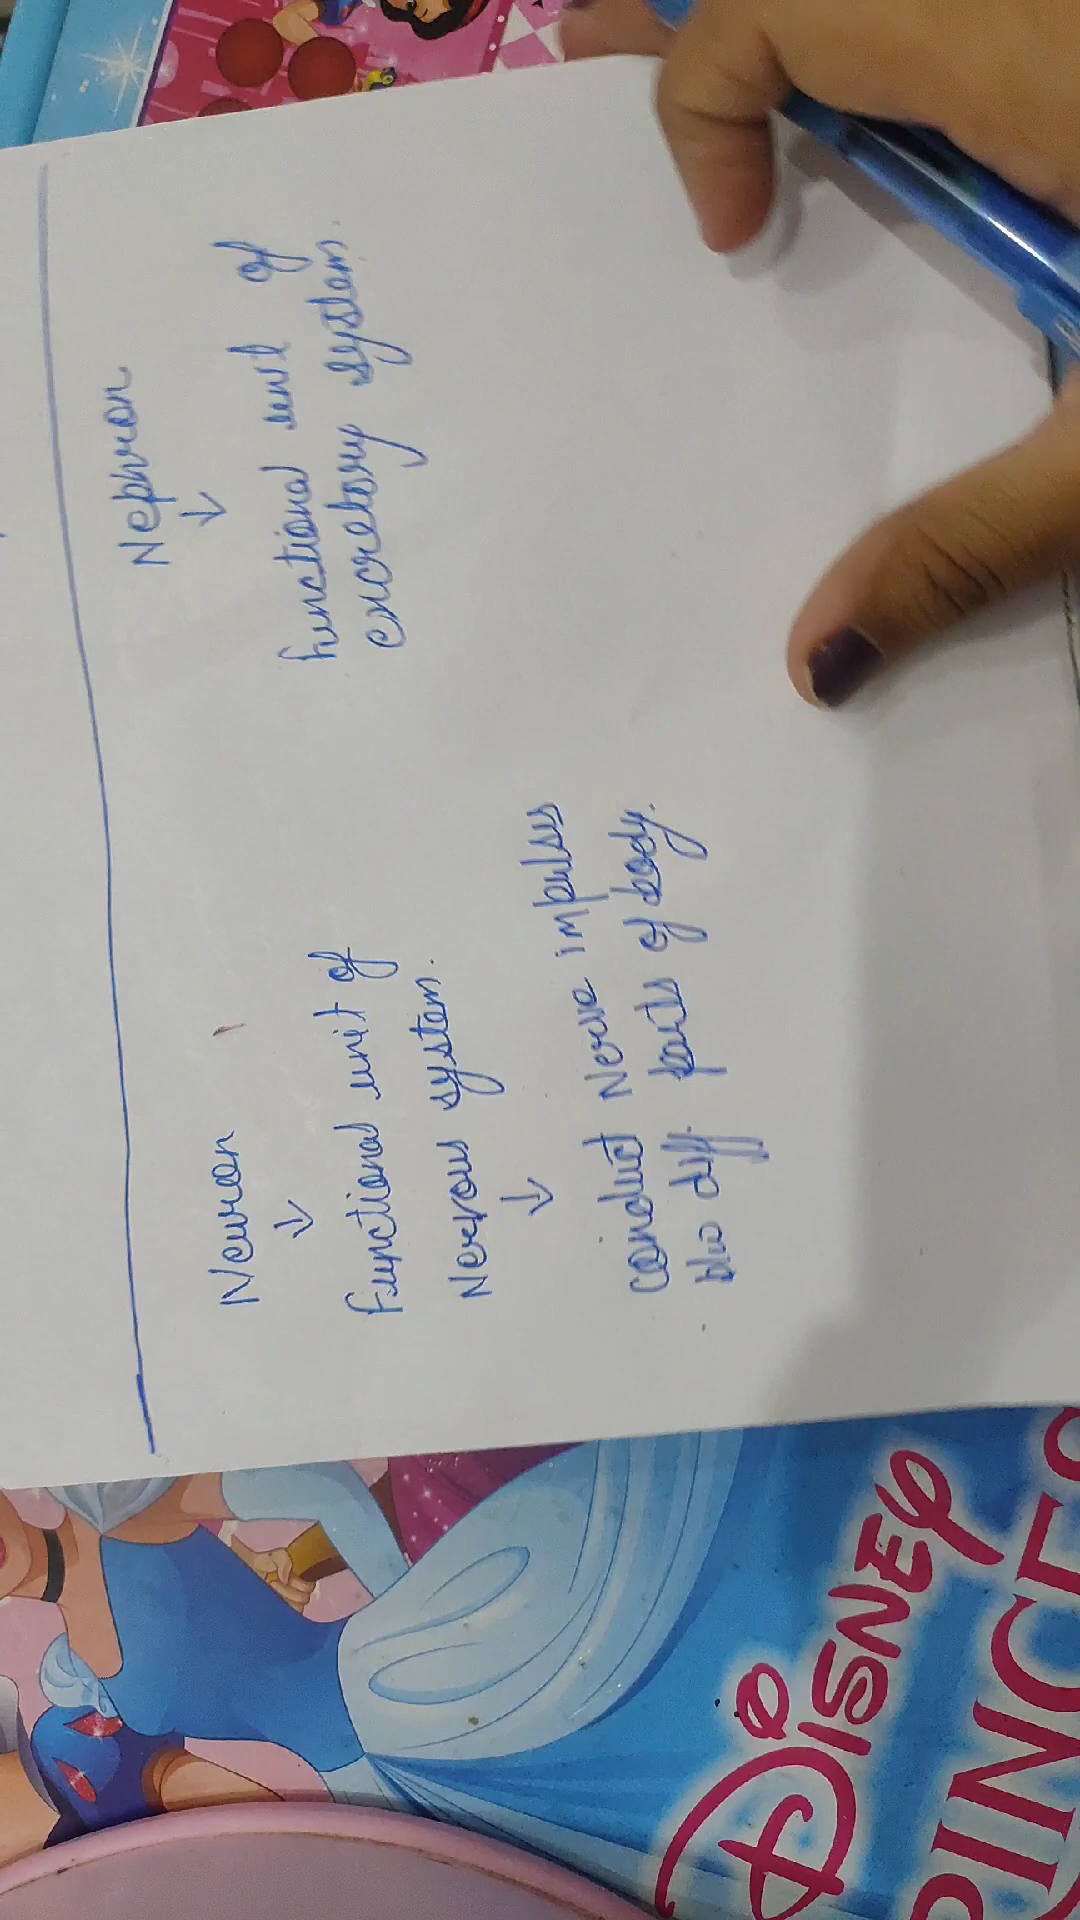 Neuron
↓
Functional unit of
Nervous system.
↓
conduct Nerve impulses
b/w diff. parts of body.
Nephron
↓
functional unit of
excretory system.
DISNEY